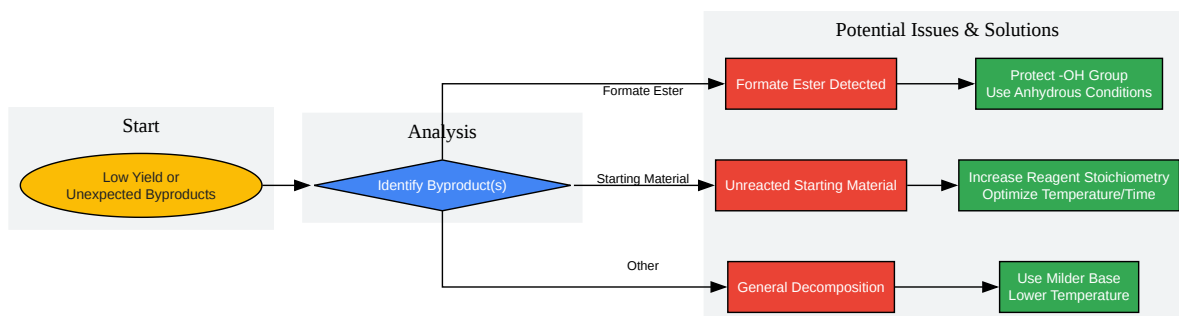 Start
Low Yield or
Unexpected Byproducts
Analysis
Identify Byproduct(s)
Formate Ester
Starting Material
Other
Potential Issues & Solutions
Formate Ester Detected
Protect -OH Group
Use Anhydrous Conditions
Unreacted Starting Material
Increase Reagent Stoichiometry
Optimize Temperature/Time
General Decomposition
Use Milder Base
Lower Temperature